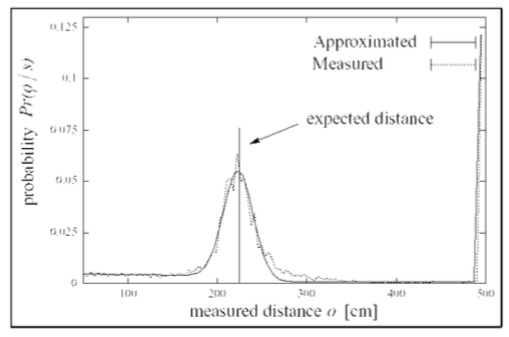 0.125
Approximated
Measured
0.1
expected distance
0.075
0.05
0.025
0
probability Pr(o | s)
100
200
300
400
500
measured distance o [cm]